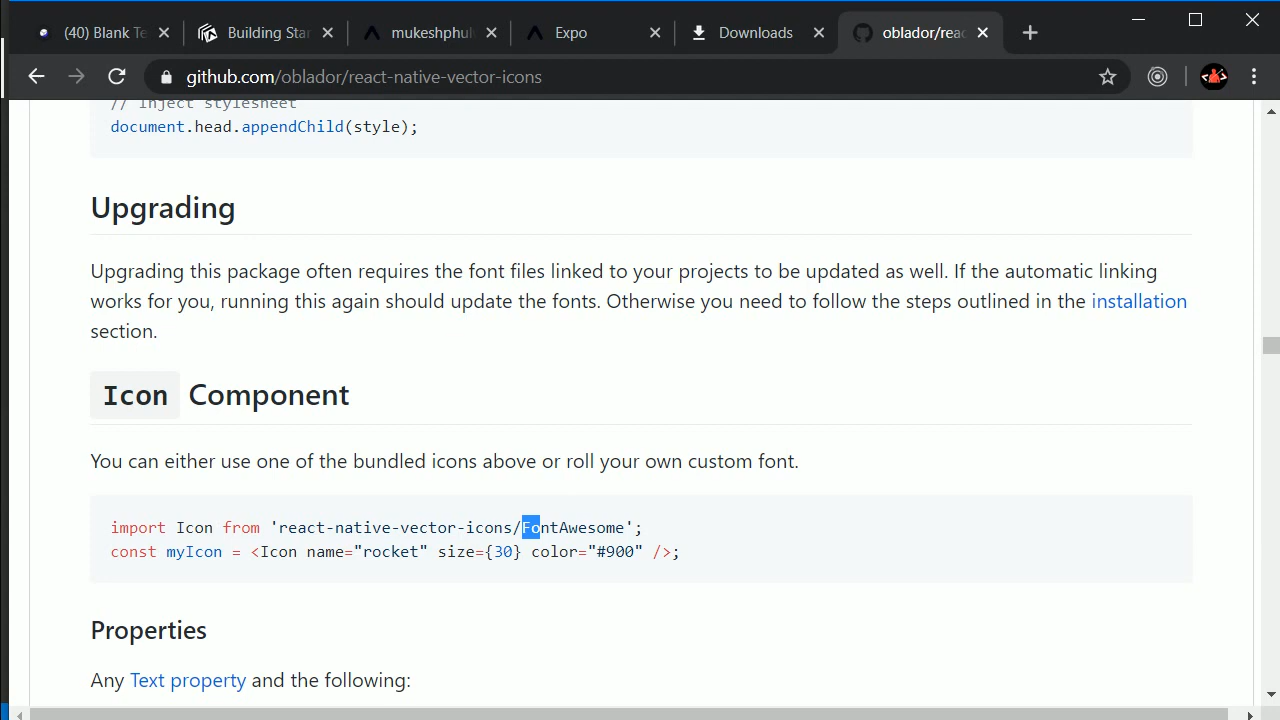 (40) Blank Te
Building Star
mukeshphul
Expo
Downloads
oblador/reac
github.com/oblador/react-native-vector-icons
// Inject stylesheet
document.head.appendChild(style);
Upgrading
Upgrading this package often requires the font files linked to your projects to be updated as well. If the automatic linking
works for you, running this again should update the fonts. Otherwise you need to follow the steps outlined in the installation
section.
Icon Component
You can either use one of the bundled icons above or roll your own custom font.
import Icon from 'react-native-vector-icons/FontAwesome';
const myIcon = <Icon name="rocket" size={30} color="#900" />;
Properties
Any Text property and the following: